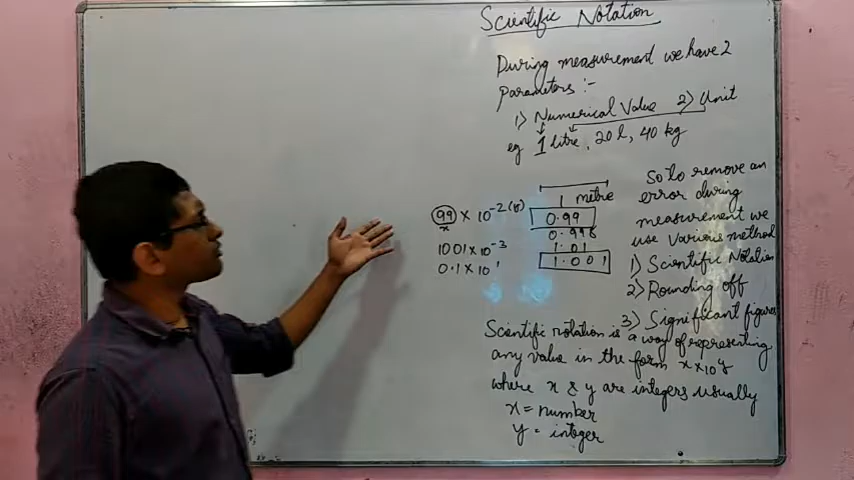 Scientific Notation
During measurement we have 2
Parameters :-
1) Numerical Value 2) Unit
eg 1 litre, 20 l, 40 kg
So to remove an
error during
measurement we
use various method
1) Scientific Notation
2) Rounding off
3) Significant figures
1 metre
99 × 10⁻²(10)
x
0.99
0.998
1001 × 10⁻³
1.01
0.1 × 10¹
1.001
Scientific notation is a way of representing
any value in the form x×10ʸ
where x & y are integers usually
x = number
y = integer